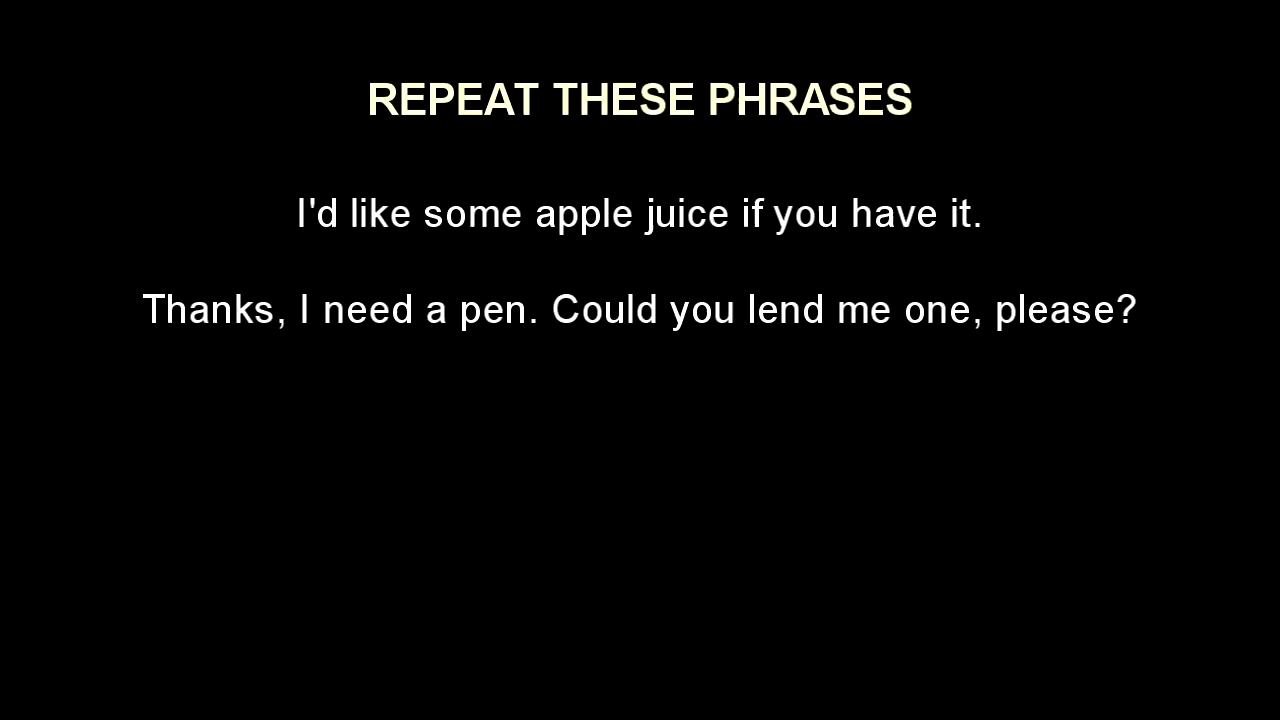 REPEAT THESE PHRASES
I'd like some apple juice if you have it.
Thanks, I need a pen. Could you lend me one, please?